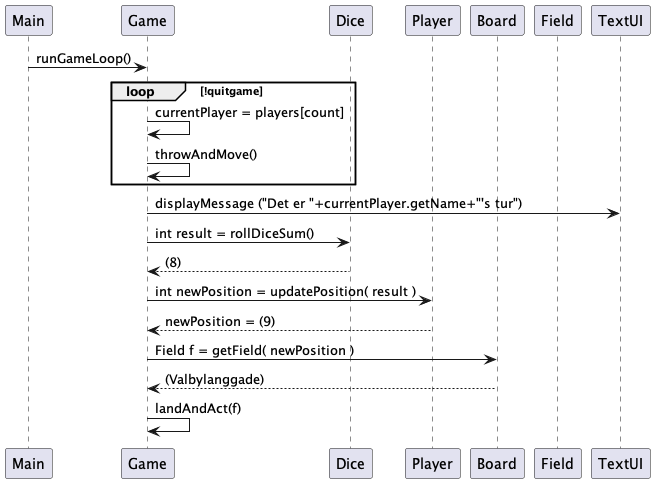 Main Game Dice Player Board Field TextUI
runGameLoop()
loop [!quitgame]
currentPlayer = players[count]
throwAndMove()
displayMessage ("Det er "+currentPlayer.getName+"'s tur")
int result = rollDiceSum()
(8)
int newPosition = updatePosition( result )
newPosition = (9)
Field f = getField( newPosition )
(Valbylanggade)
landAndAct(f)
Main Game Dice Player Board Field TextUI